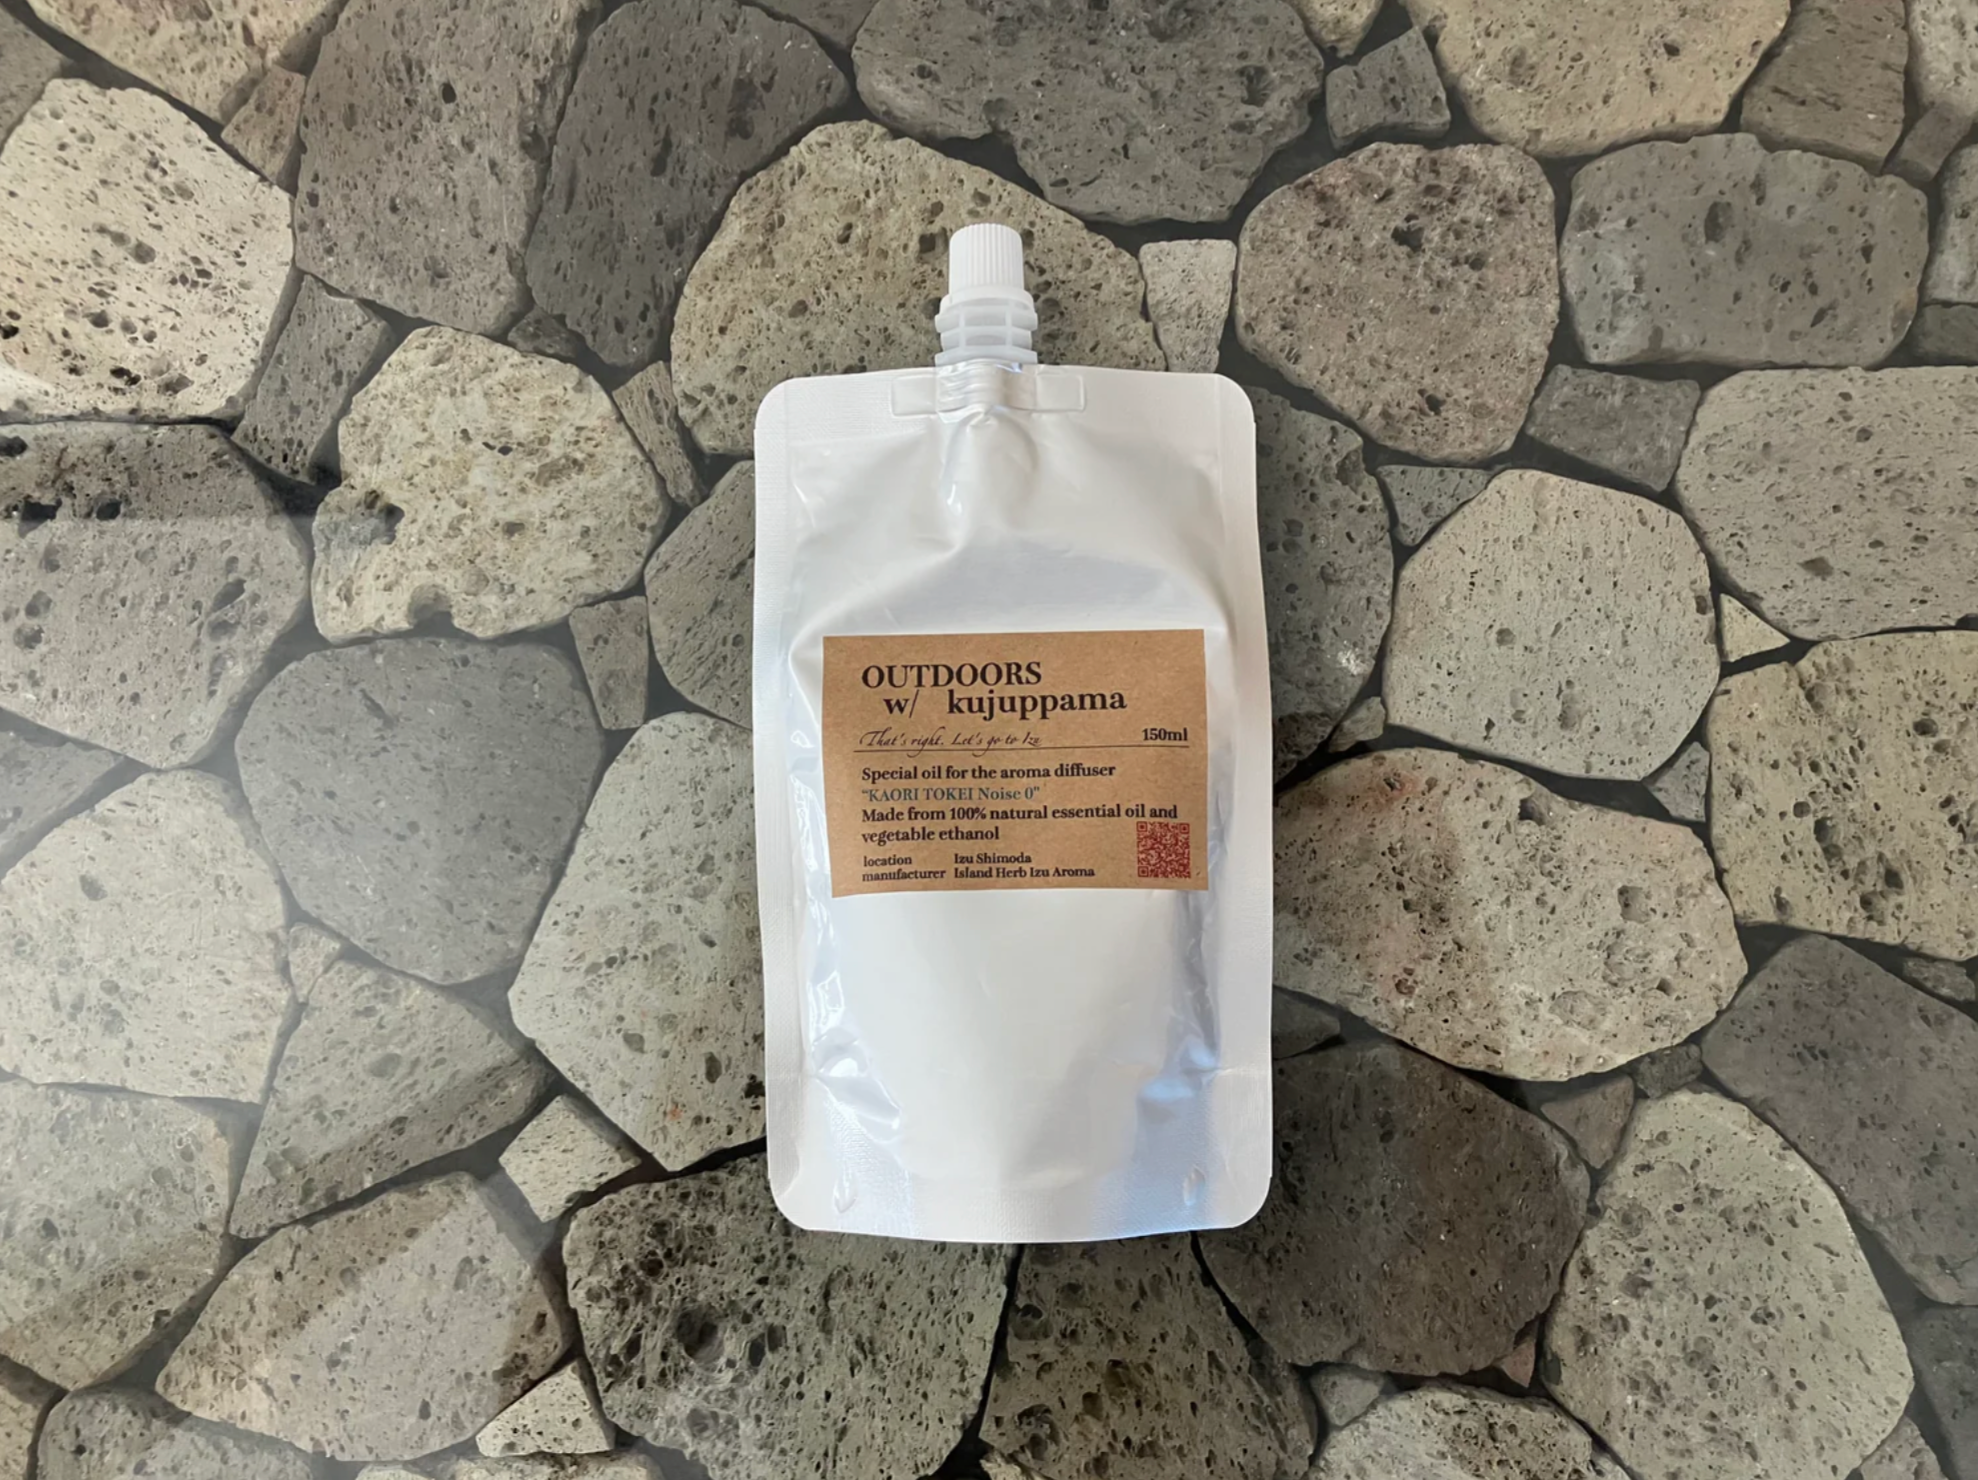 OUTDOORS
w/ kujuppama
That's right. Let's go to Izu
150ml
Special oil for the aroma diffuser
"KAORI TOKEI Noise 0"
Made from 100% natural essential oil and
vegetable ethanol
location Izu Shimoda
manufacturer Island Herb Izu Aroma